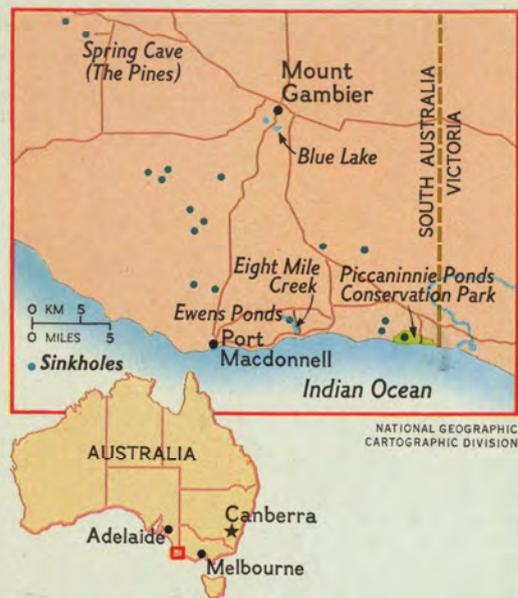 Spring Cave
(The Pines)
Mount
Gambier
Blue Lake
SOUTH AUSTRALIA
VICTORIA
Eight Mile
Creek
Piccaninnie Ponds
Conservation Park
Ewens Ponds
0 KM 5
0 MILES 5
Port
Macdonnell
Sinkholes
Indian Ocean
NATIONAL GEOGRAPHIC
CARTOGRAPHIC DIVISION
AUSTRALIA
Canberra
Adelaide
Melbourne